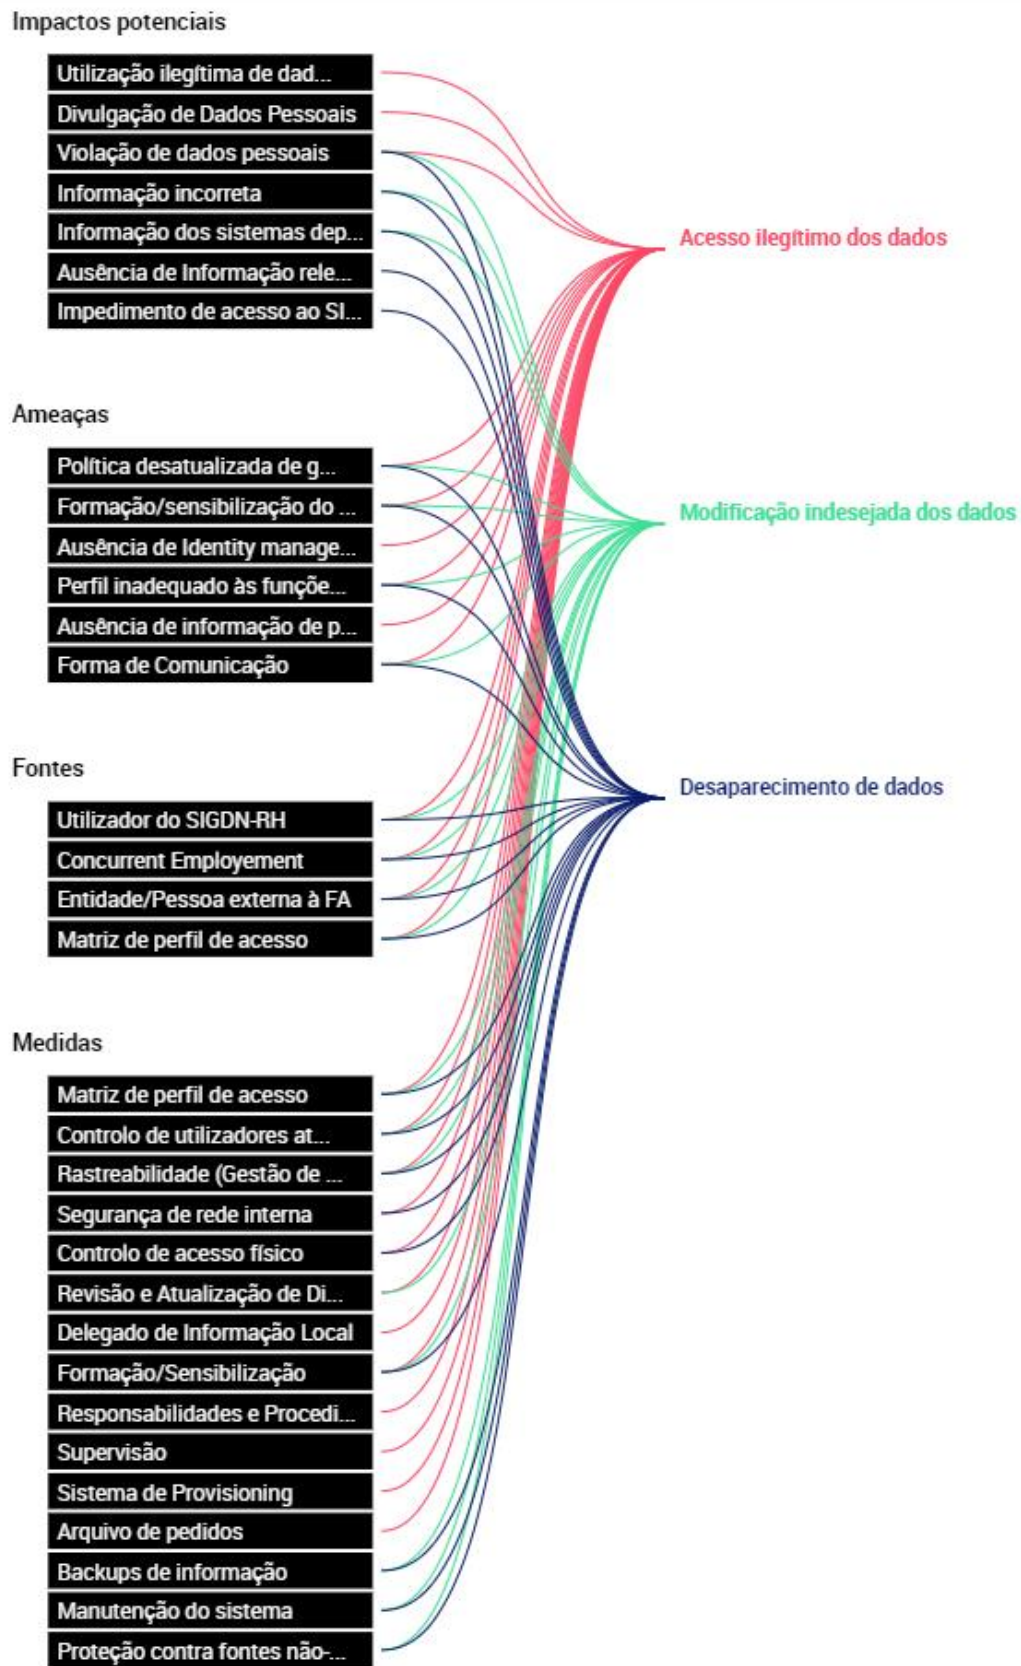 Impactos potenciais
Utilização ilegítima de dad...
Divulgação de Dados Pessoais
Violação de dados pessoais
Informação incorreta
Informação dos sistemas dep...
Ausência de Informação rele...
Impedimento de acesso ao SI...
Acesso ilegítimo dos dados
Ameaças
Política desatualizada de g...
Formação/sensibilização do ...
Ausência de Identity manage...
Perfil inadequado às funçõe...
Ausência de informação de p...
Forma de Comunicação
Modificação indesejada dos dados
Fontes
Utilizador do SIGDN-RH
Concurrent Employement
Entidade/Pessoa externa à FA
Matriz de perfil de acesso
Desaparecimento de dados
Medidas
Matriz de perfil de acesso
Controlo de utilizadores at...
Rastreabilidade (Gestão de ...
Segurança de rede interna
Controlo de acesso físico
Revisão e Atualização de Di...
Delegado de Informação Local
Formação/Sensibilização
Responsabilidades e Procedi...
Supervisão
Sistema de Provisioning
Arquivo de pedidos
Backups de informação
Manutenção do sistema
Proteção contra fontes não-...